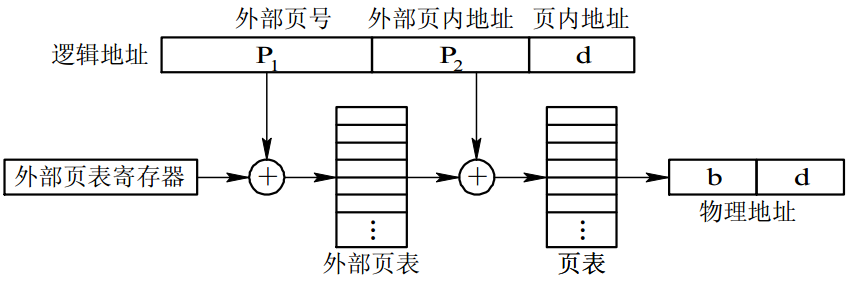 外部页号 外部页内地址 页内地址
逻辑地址 P1 P2 d
外部页表寄存器 + + b d
物理地址
⋮ ⋮
外部页表 页表